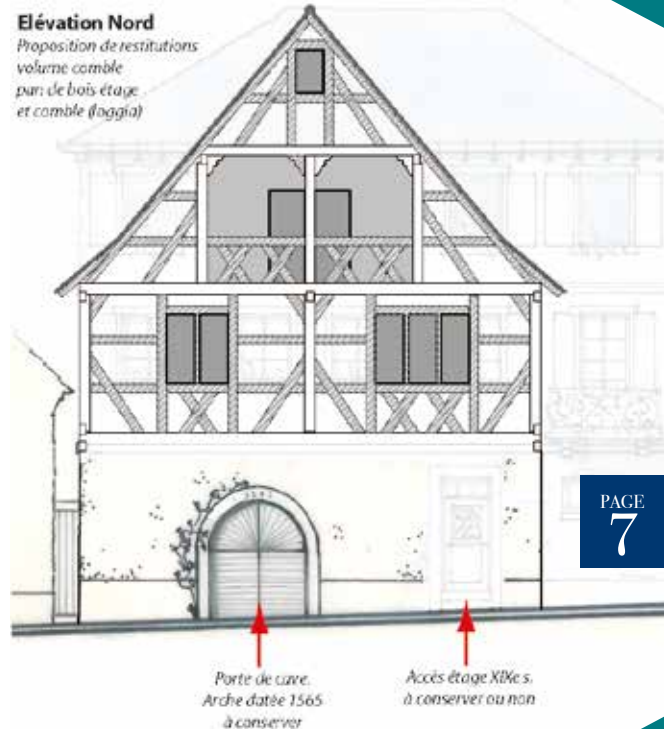 Elévation Nord
Proposition de restitutions
volume comble
pan de bois étage
et comble (loggia)
PAGE
7
Porte de cave.
Arche datée 1565
à conserver
Accès étage XIXe s.
à conserver ou non